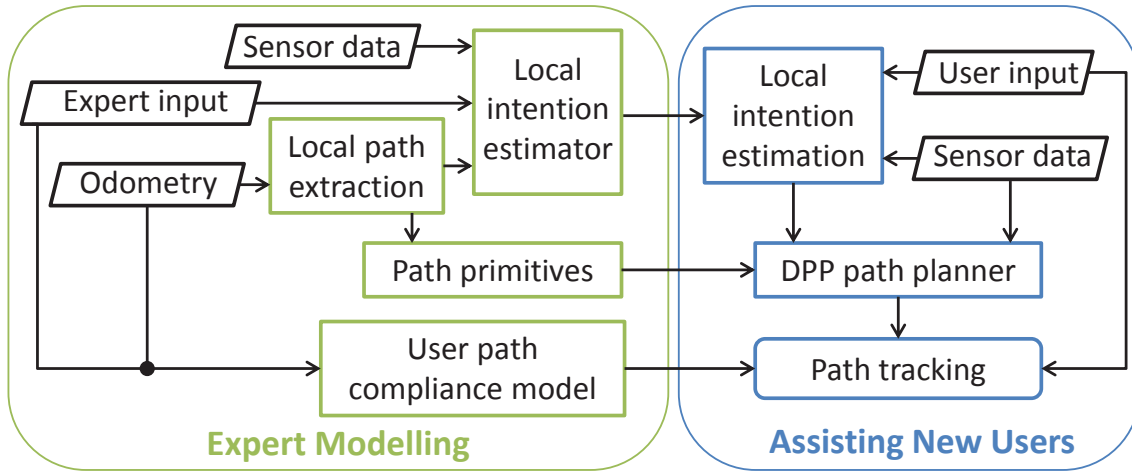 Sensor data
Expert input
Odometry
Local path
extraction
Local
intention
estimator
Path primitives
User path
compliance model
Expert Modelling
Local
intention
estimation
User input
Sensor data
DPP path planner
Path tracking
Assisting New Users